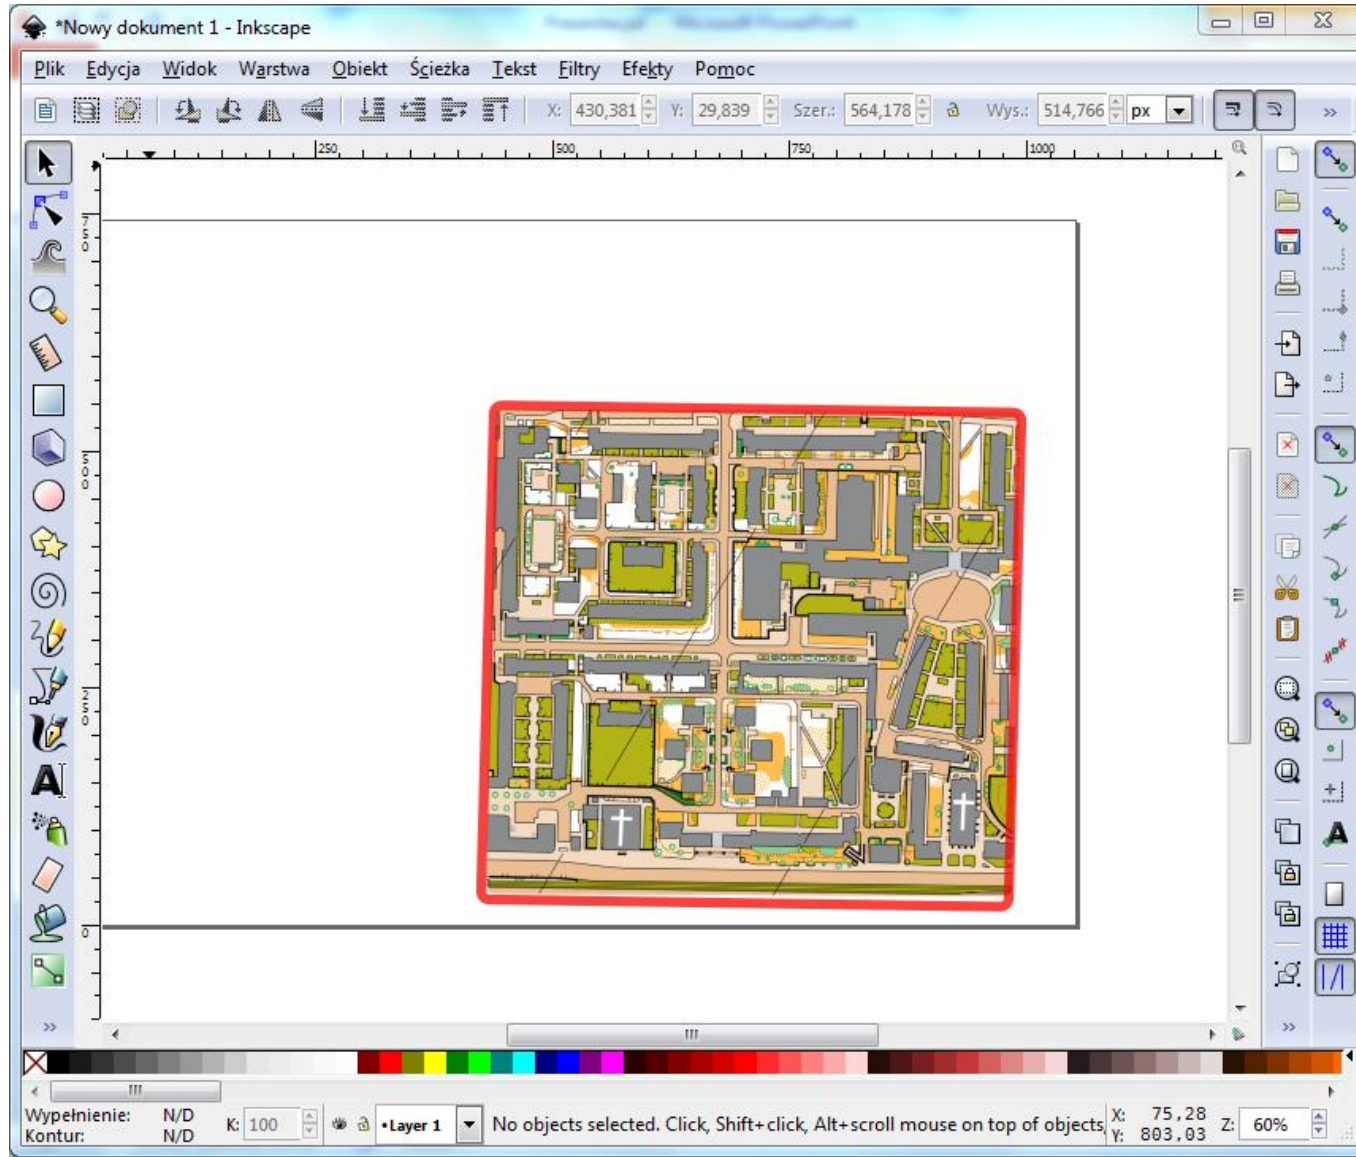 *Nowy dokument 1 - Inkscape
Plik Edycja Widok Warstwa Obiekt Ścieżka Tekst Filtry Efekty Pomoc
X: 430,381 Y: 29,839 Szer.: 564,178 Wys.: 514,766 px
250 500 750 1000
750
500
250
0
Wypełnienie: N/D
Kontur: N/D
K: 100
•Layer 1
No objects selected. Click, Shift+click, Alt+scroll mouse on top of objects,
X: 75,28
Y: 803,03
Z: 60%